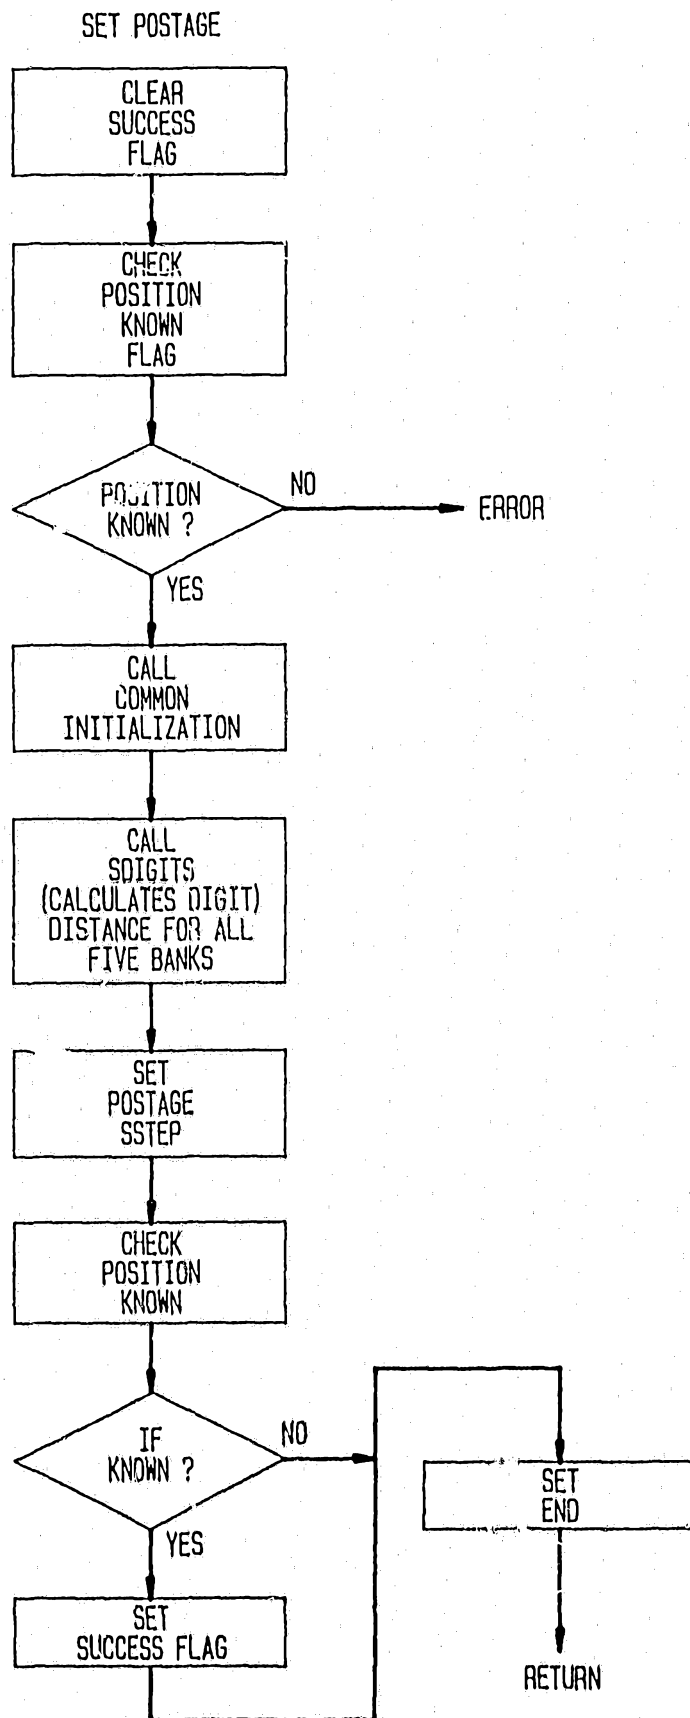 SET POSTAGE
CLEAR
SUCCESS
FLAG
CHECK
POSITION
KNOWN
FLAG
POSITION
KNOWN ?
NO
ERROR
YES
CALL
COMMON
INITIALIZATION
CALL
SDIGITS
(CALCULATES DIGIT)
DISTANCE FOR ALL
FIVE BANKS
SET
POSTAGE
SSTEP
CHECK
POSITION
KNOWN
IF
KNOWN ?
NO
YES
SET
SUCCESS FLAG
SET
END
RETURN